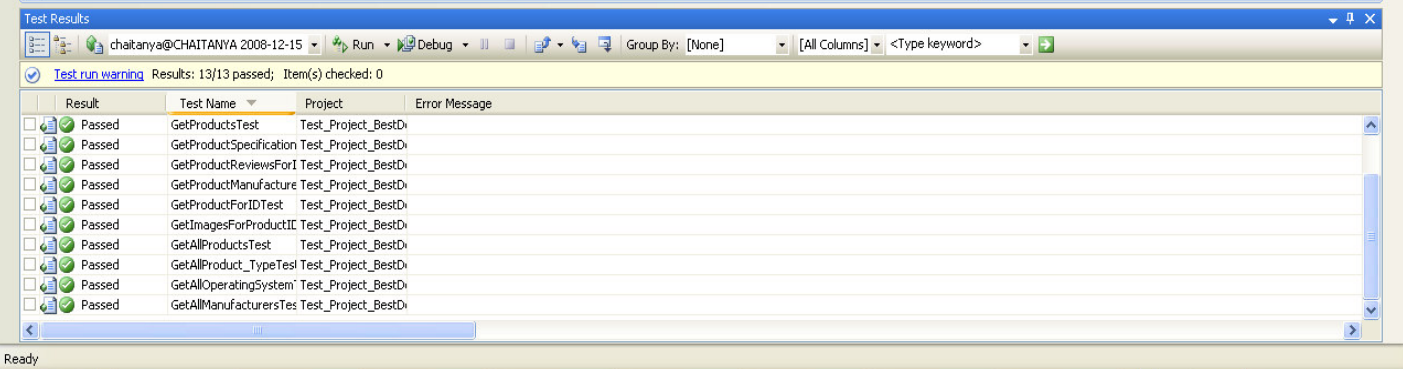 Test Results
chaitanya@CHAITANYA 2008-12-15 Run Debug Group By: [None] [All Columns] <Type keyword>
Test run warning Results: 13/13 passed; Item(s) checked: 0
Result Test Name Project Error Message
Passed GetProductsTest Test_Project_BestD
Passed GetProductSpecification Test_Project_BestD
Passed GetProductReviewsForI Test_Project_BestD
Passed GetProductManufacture Test_Project_BestD
Passed GetProductForIDTest Test_Project_BestD
Passed GetImagesForProductID Test_Project_BestD
Passed GetAllProductsTest Test_Project_BestD
Passed GetAllProduct_TypeTest Test_Project_BestD
Passed GetAllOperatingSystemT Test_Project_BestD
Passed GetAllManufacturersTes Test_Project_BestD
Ready